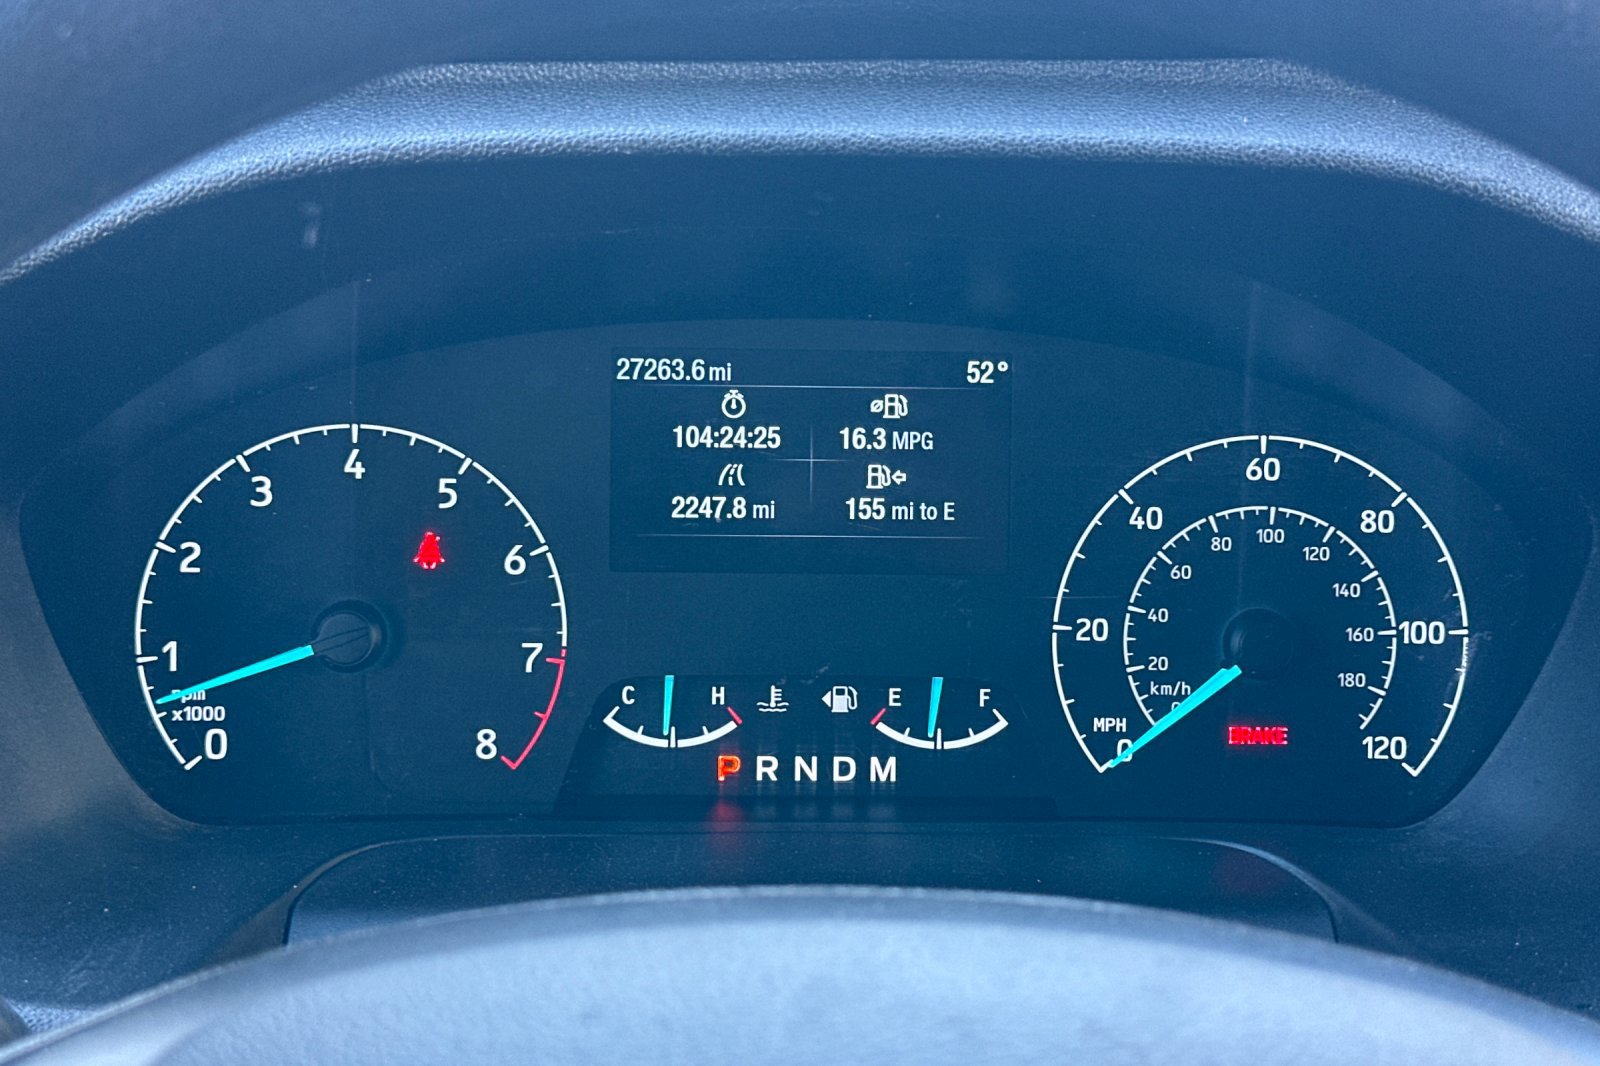 27263.6 mi 52°
104:24:25 16.3 MPG
2247.8 mi 155 mi to E
0 1 2 3 4 5 6 7 8
rpm
x1000
C H E F
P R N D M
0 20 40 60 80 100 120
MPH
0 20 40 60 80 100 120 140 160 180
km/h
BRAKE